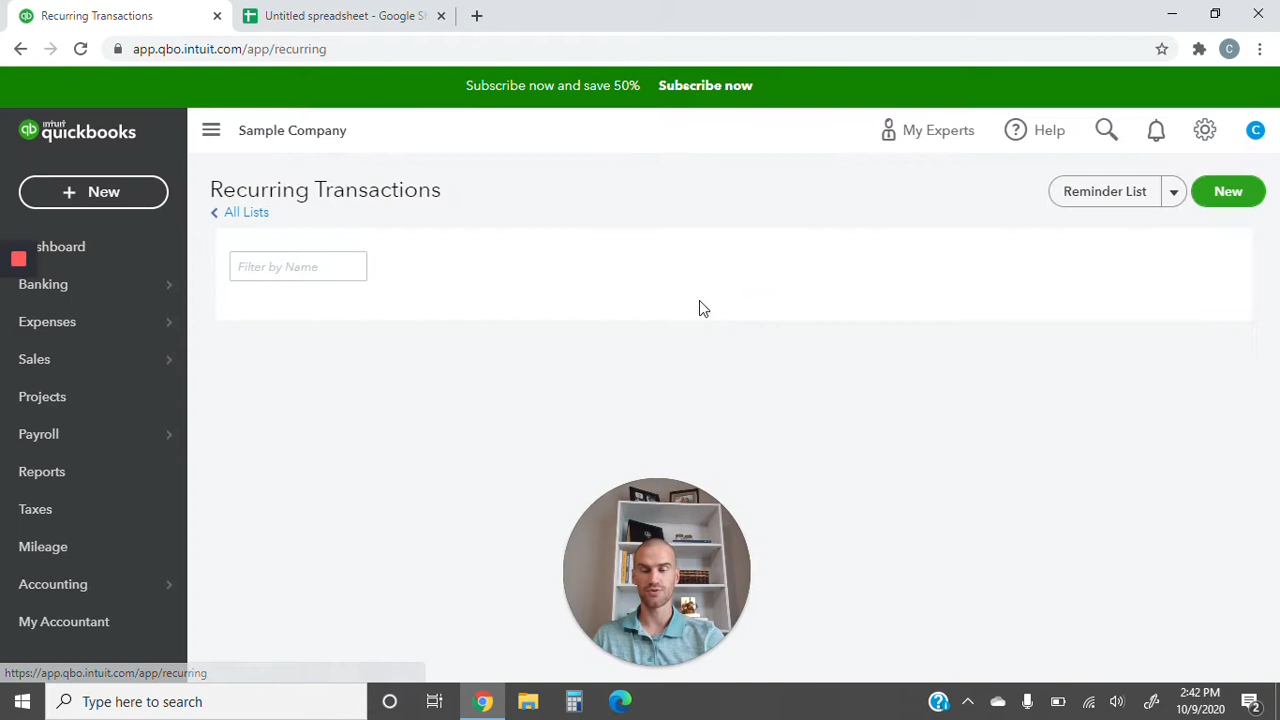 Recurring Transactions
Untitled spreadsheet - Google Sh
app.qbo.intuit.com/app/recurring
C
Subscribe now and save 50% Subscribe now
qb intuit quickbooks
Sample Company
My Experts
Help
C
+ New
Recurring Transactions
All Lists
Reminder List
New
Filter by Name
shboard
Banking
Expenses
Sales
Projects
Payroll
Reports
Taxes
Mileage
Accounting
My Accountant
https://app.qbo.intuit.com/app/recurring
Type here to search
2:42 PM
10/9/2020
2